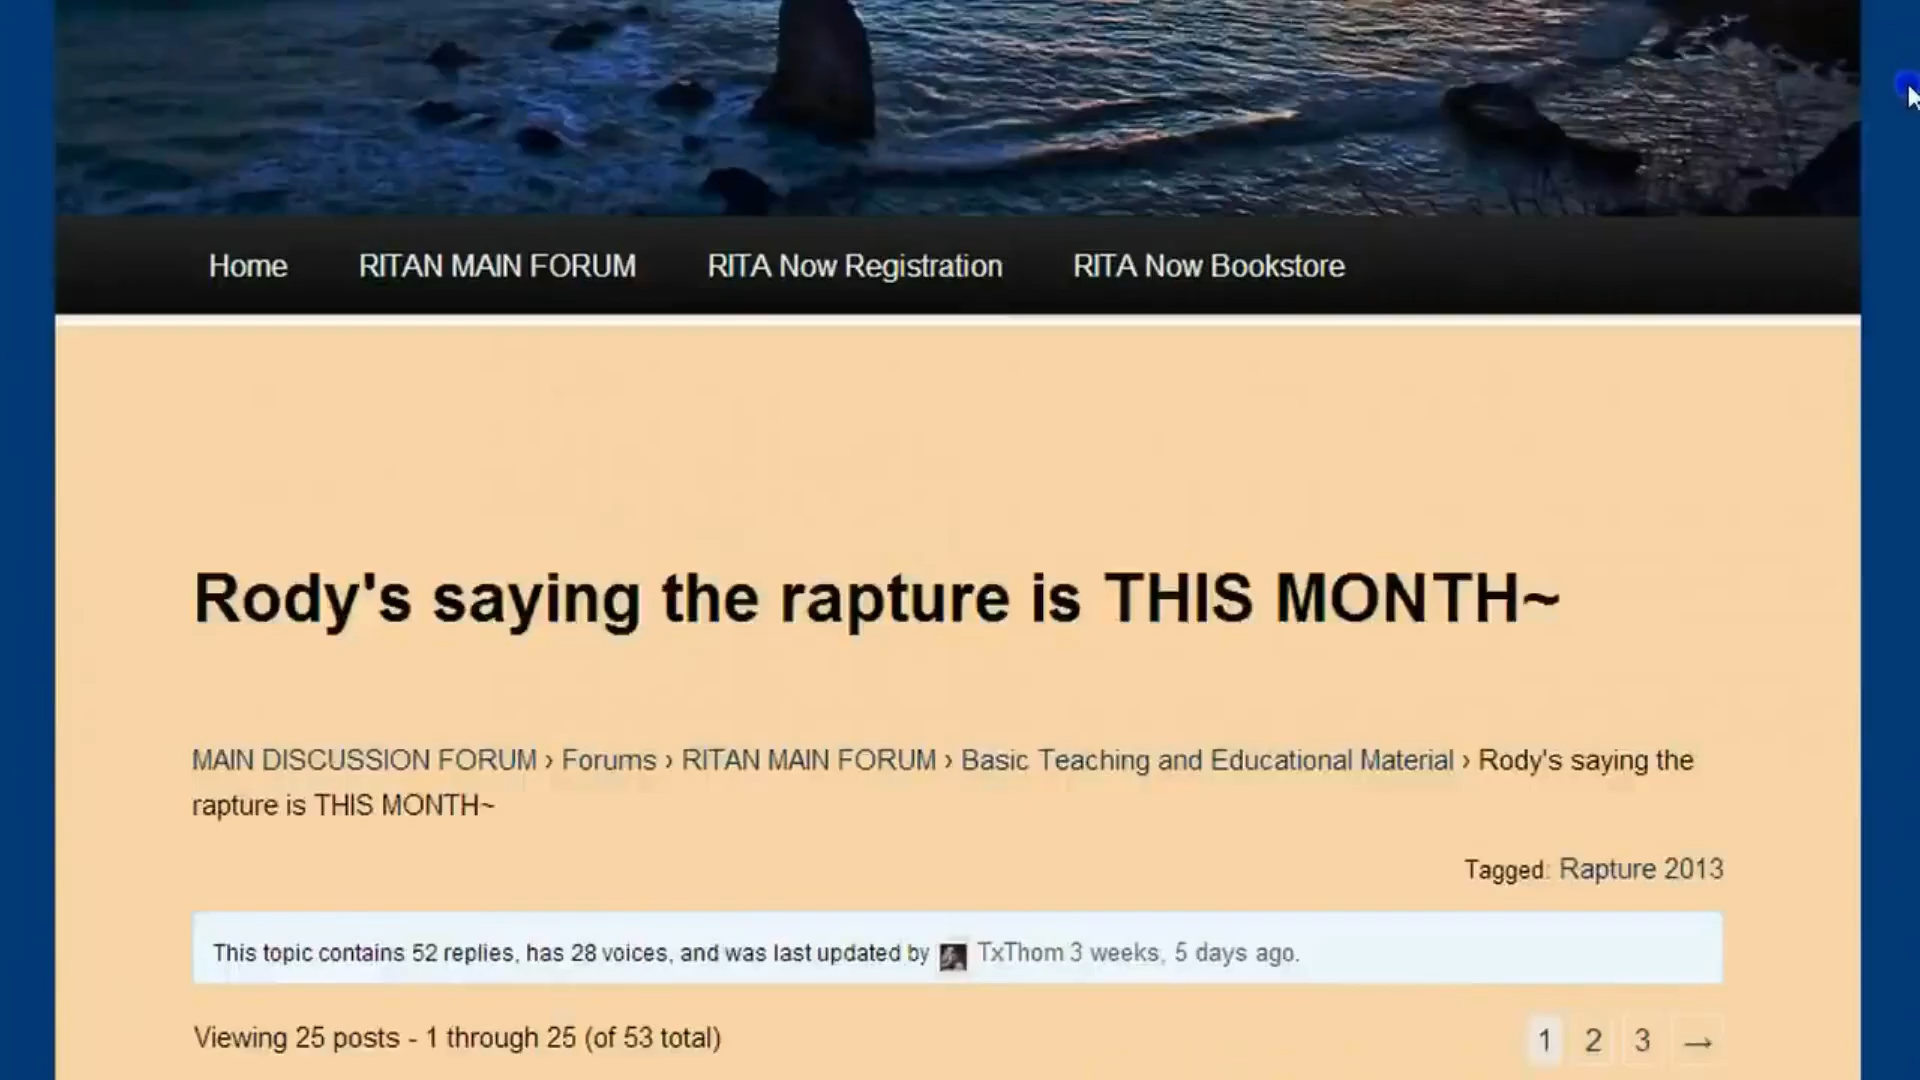 Home RITAN MAIN FORUM RITA Now Registration RITA Now Bookstore
Rody's saying the rapture is THIS MONTH~
MAIN DISCUSSION FORUM › Forums › RITAN MAIN FORUM › Basic Teaching and Educational Material › Rody's saying the
rapture is THIS MONTH~
Tagged: Rapture 2013
This topic contains 52 replies, has 28 voices, and was last updated by TxThom 3 weeks, 5 days ago.
Viewing 25 posts - 1 through 25 (of 53 total) 1 2 3 →